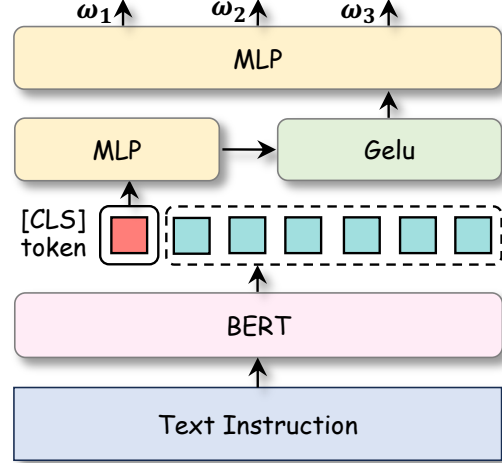 ω1 ω2 ω3
MLP
MLP Gelu
[CLS]
token
BERT
Text Instruction